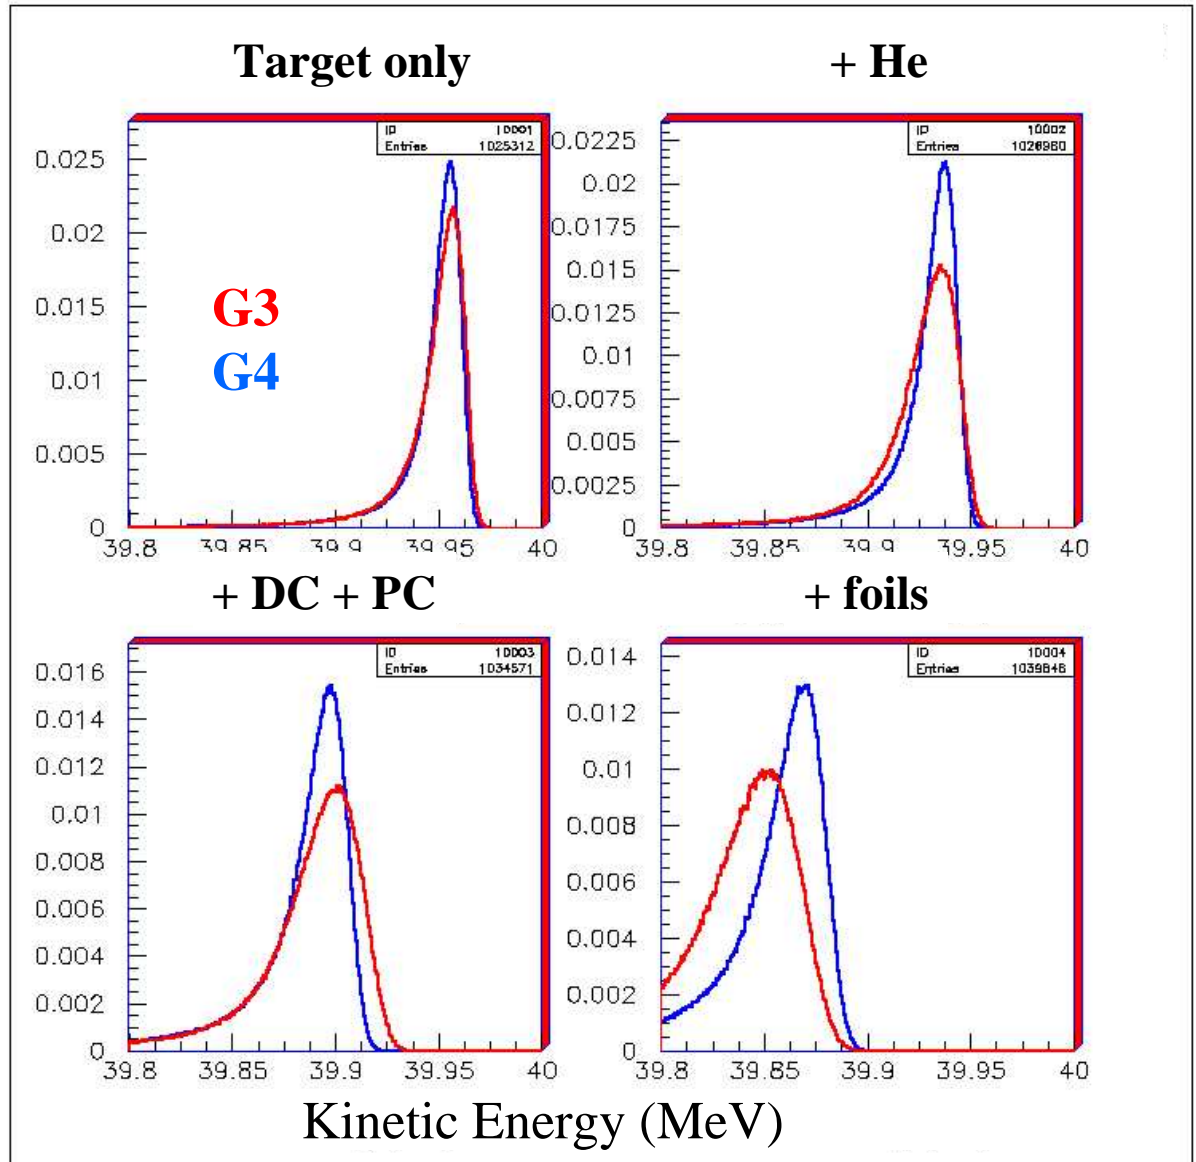 Target only
+ He
ID 10001
Entries 1025312
0.025
0.02
0.015
0.01
0.005
0
G3
G4
39.8 39.85 39.9 39.95 40
ID 10002
0.0225
0.02
0.0175
0.015
0.0125
0.01
0.0075
0.005
0.0025
0
39.8 39.85 39.9 39.95 40
+ DC + PC
+ foils
ID 10003
Entries 1034571
0.016
0.014
0.012
0.01
0.008
0.006
0.004
0.002
0
39.8 39.85 39.9 39.95 40
ID 10004
Entries 1039846
0.014
0.012
0.01
0.008
0.006
0.004
0.002
0
39.8 39.85 39.9 39.95 40
Kinetic Energy (MeV)